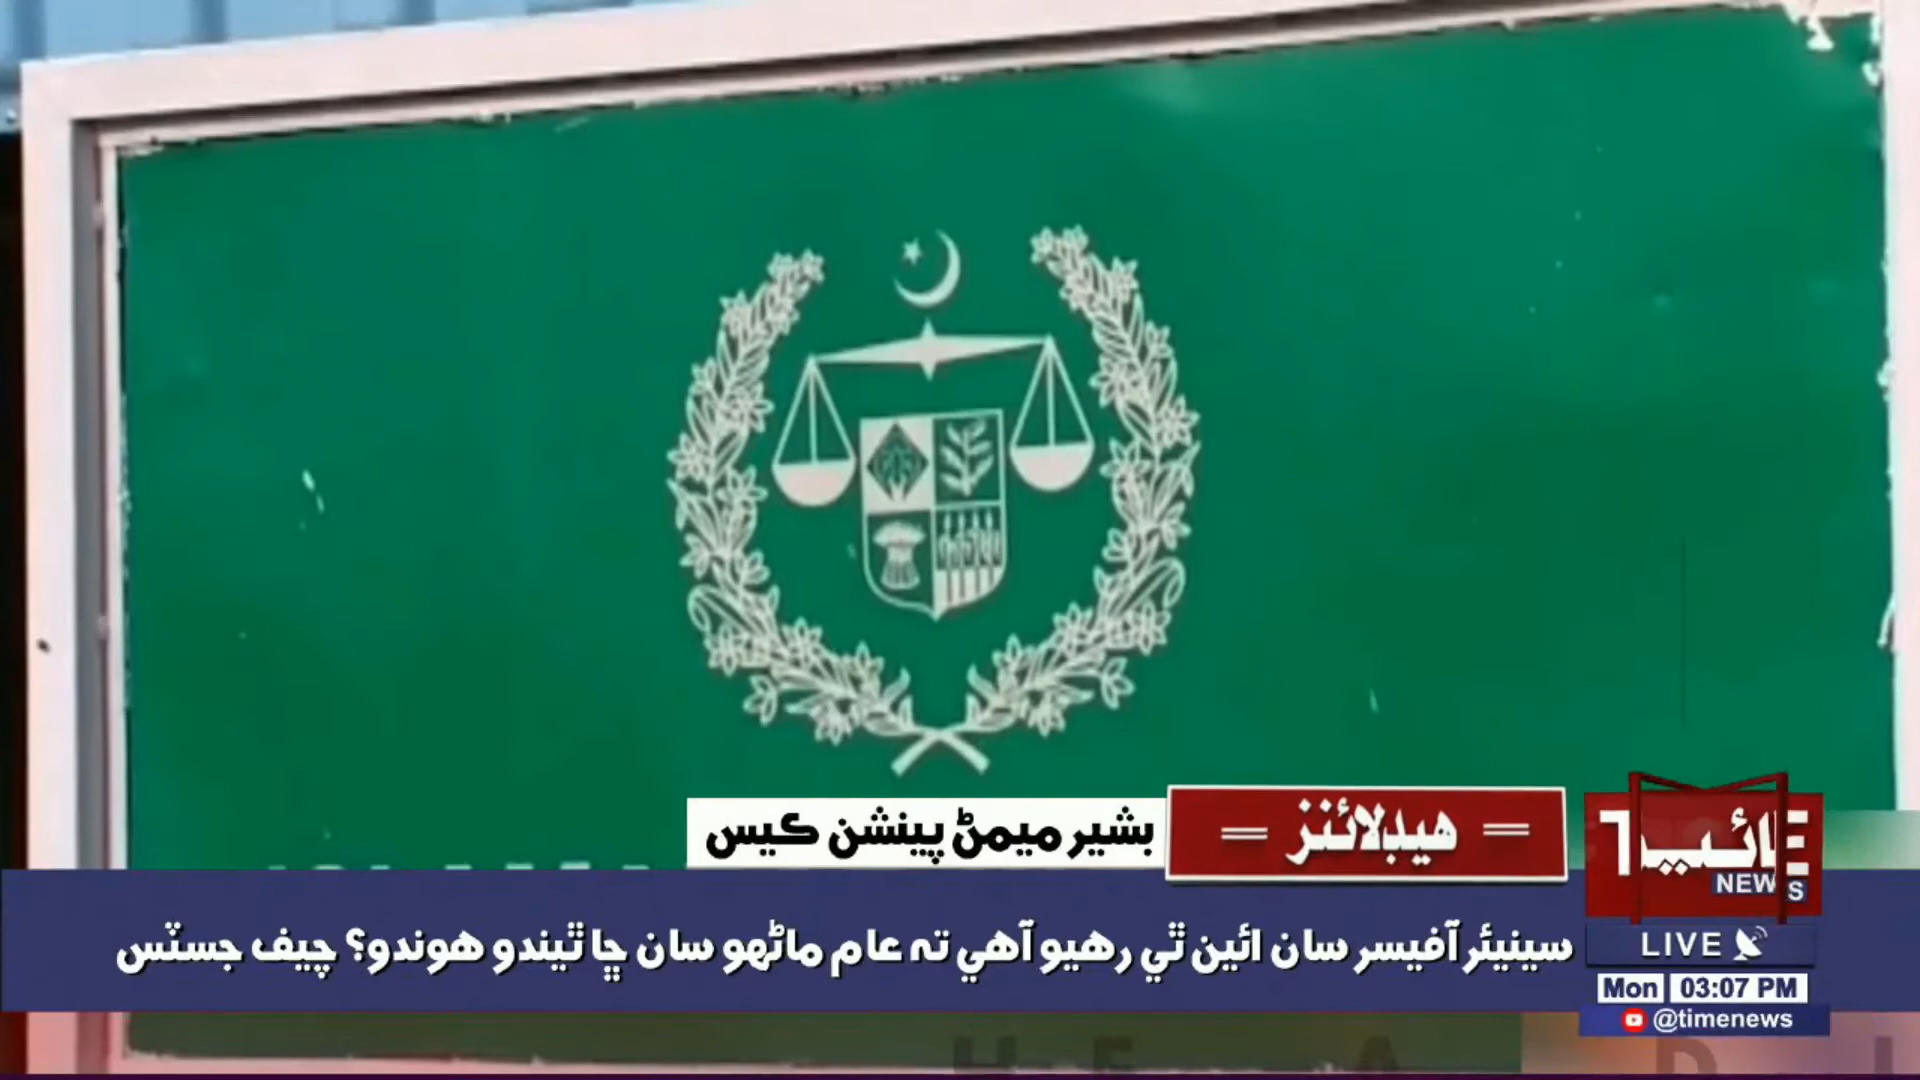 هيڊلائنز
بشير ميمڻ پينشن ڪيس
سينيئر آفيسر سان ائين ٿي رهيو آهي ته عام ماڻهو سان ڇا ٿيندو هوندو؟ چيف جسٽس
ٽائيم
NEWS
LIVE
Mon 03:07 PM
@timenews